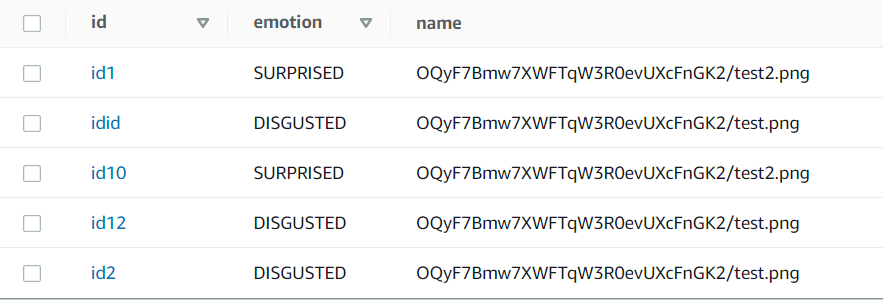 id emotion name
id1 SURPRISED OQyF7Bmw7XWFTqW3R0evUXcFnGK2/test2.png
idid DISGUSTED OQyF7Bmw7XWFTqW3R0evUXcFnGK2/test.png
id10 SURPRISED OQyF7Bmw7XWFTqW3R0evUXcFnGK2/test2.png
id12 DISGUSTED OQyF7Bmw7XWFTqW3R0evUXcFnGK2/test.png
id2 DISGUSTED OQyF7Bmw7XWFTqW3R0evUXcFnGK2/test.png